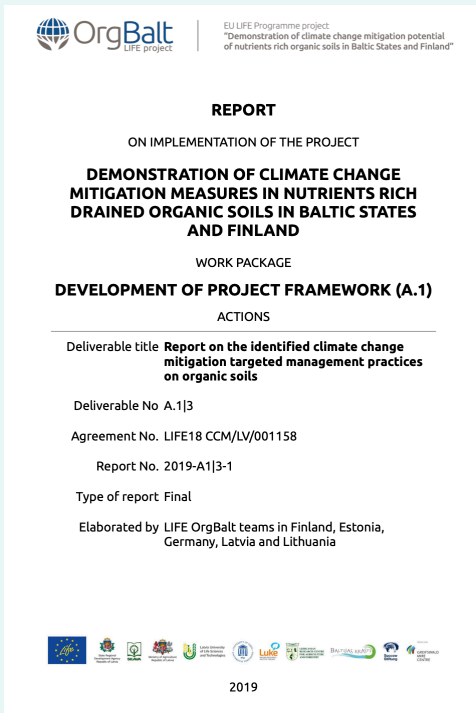 OrgBalt
LIFE project
EU LIFE Programme project
"Demonstration of climate change mitigation potential
of nutrients rich organic soils in Baltic States and Finland"
REPORT
ON IMPLEMENTATION OF THE PROJECT
DEMONSTRATION OF CLIMATE CHANGE
MITIGATION MEASURES IN NUTRIENTS RICH
DRAINED ORGANIC SOILS IN BALTIC STATES
AND FINLAND
WORK PACKAGE
DEVELOPMENT OF PROJECT FRAMEWORK (A.1)
ACTIONS
Deliverable title Report on the identified climate change
mitigation targeted management practices
on organic soils
Deliverable No A.1|3
Agreement No. LIFE18 CCM/LV/001158
Report No. 2019-A1|3-1
Type of report Final
Elaborated by LIFE OrgBalt teams in Finland, Estonia,
Germany, Latvia and Lithuania
Life
Luke
2019